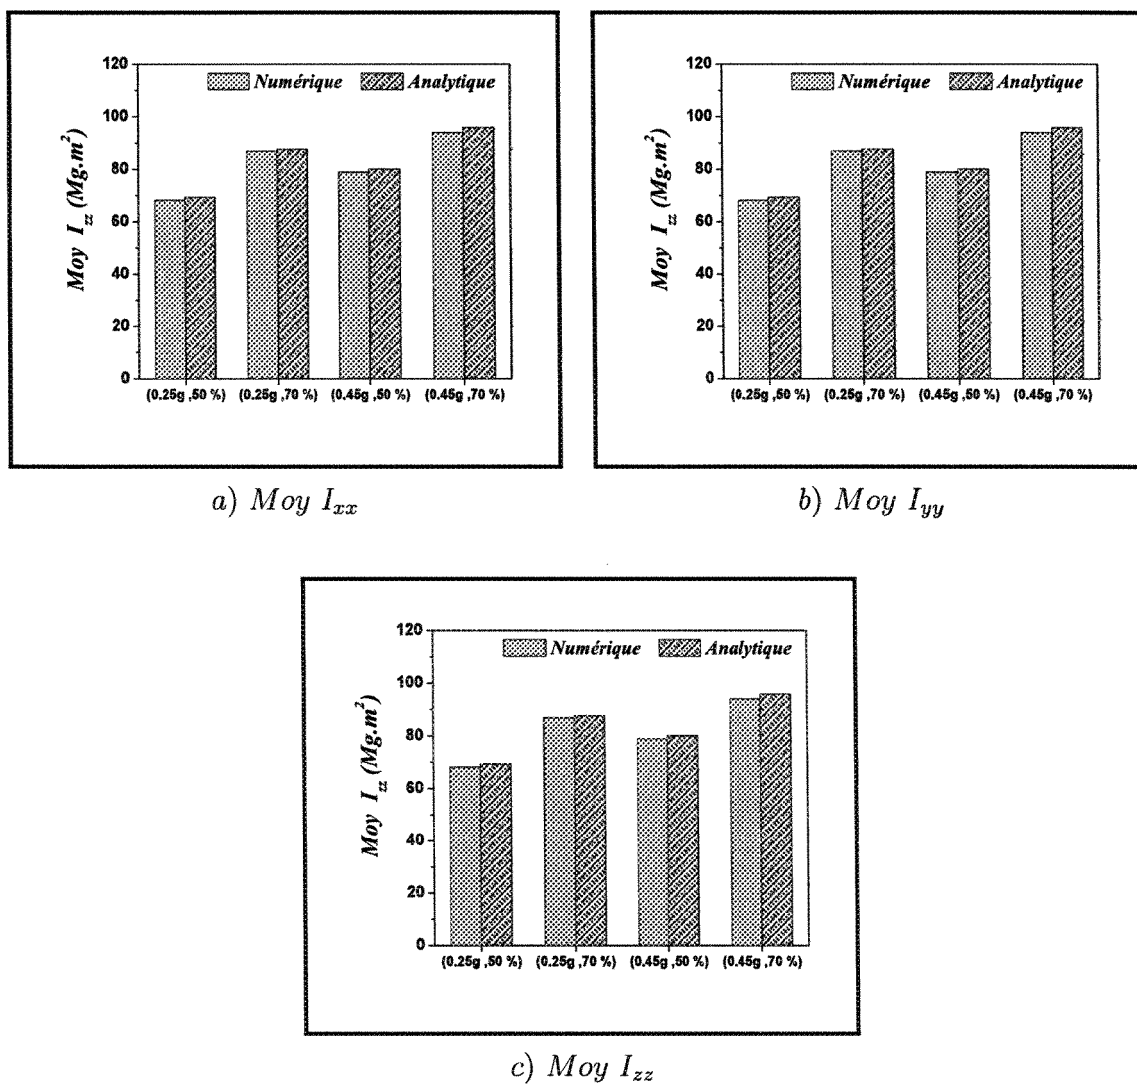 120
100
80
60
40
20
0
Moy I_zz (Mg.m²)
Numérique Analytique
(0.25g ,50 %) (0.25g ,70 %) (0.45g ,50 %) (0.45g ,70 %)
a) Moy I_xx
120
100
80
60
40
20
0
Moy I_zz (Mg.m²)
Numérique Analytique
(0.25g ,50 %) (0.25g ,70 %) (0.45g ,50 %) (0.45g ,70 %)
b) Moy I_yy
120
100
80
60
40
20
0
Moy I_zz (Mg.m²)
Numérique Analytique
(0.25g ,50 %) (0.25g ,70 %) (0.45g ,50 %) (0.45g ,70 %)
c) Moy I_zz